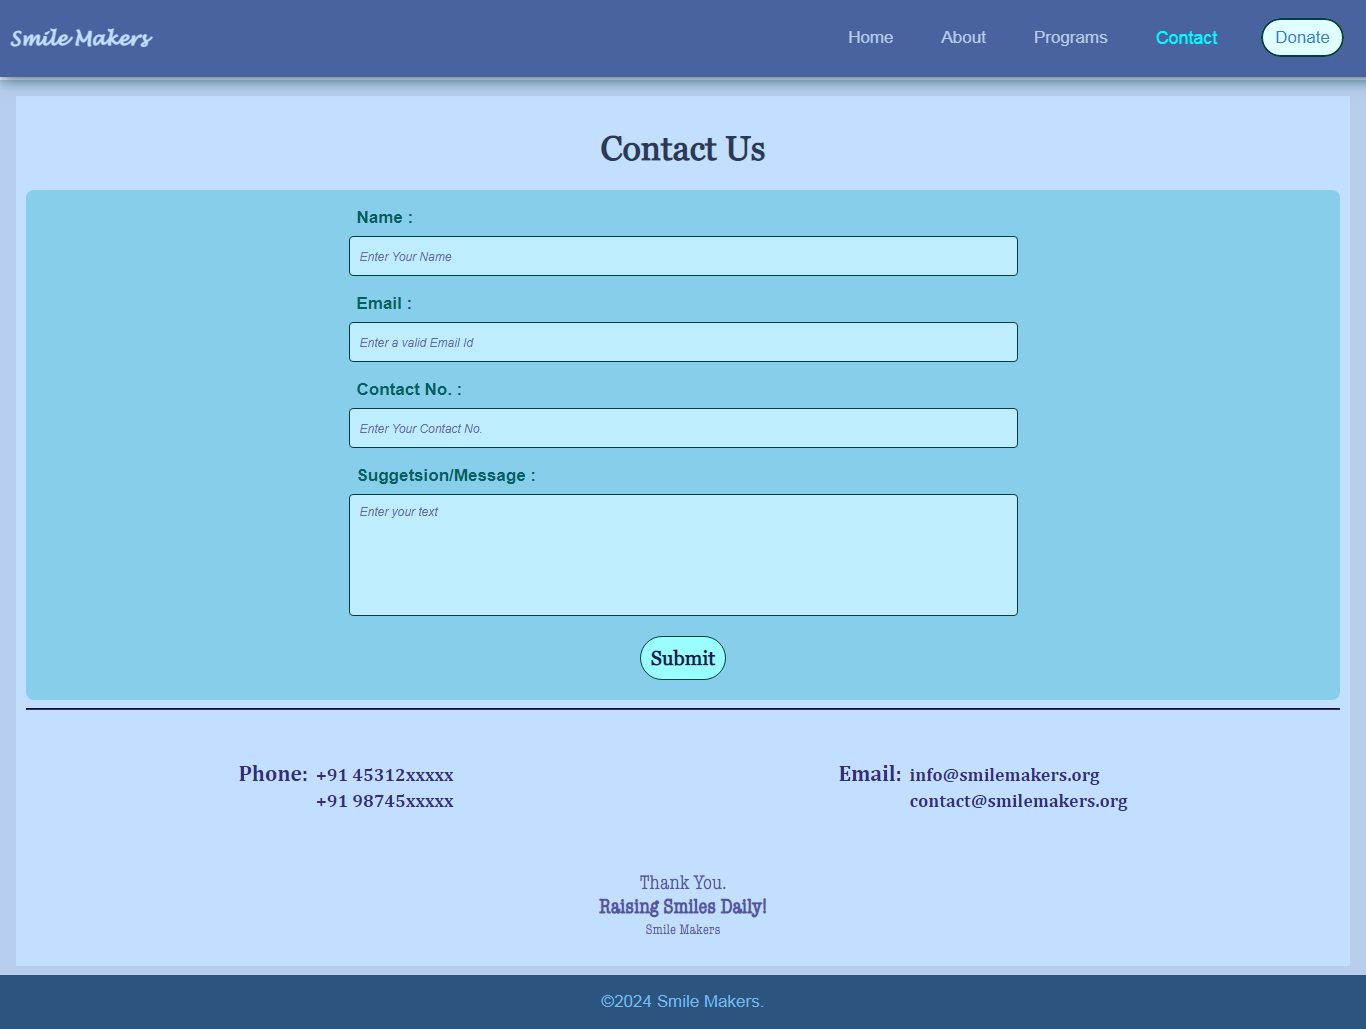 Smile Makers
Home About Programs Contact Donate
Contact Us
Name :
Enter Your Name
Email :
Enter a valid Email Id
Contact No. :
Enter Your Contact No.
Suggetsion/Message :
Enter your text
Submit
Phone: +91 45312xxxxx
+91 98745xxxxx
Email: info@smilemakers.org
contact@smilemakers.org
Thank You.
Raising Smiles Daily!
Smile Makers
©2024 Smile Makers.